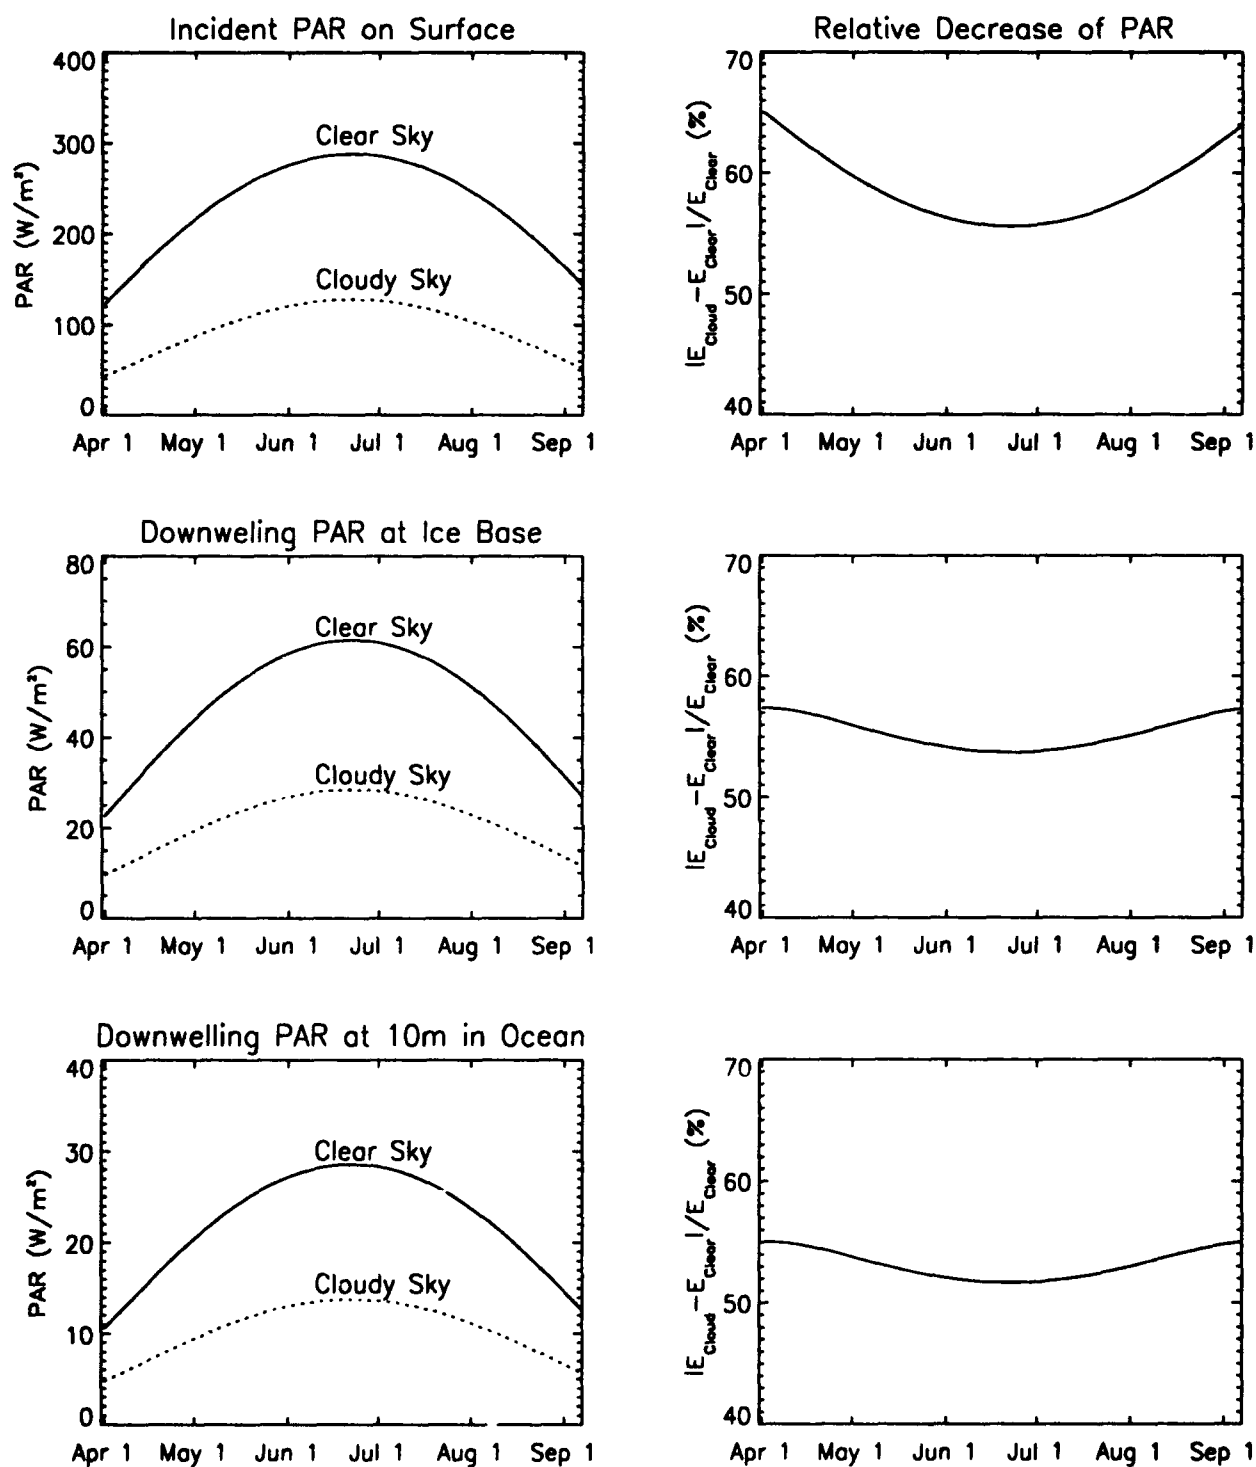 Incident PAR on Surface
400
300
200
100
0
PAR (W/m²)
Clear Sky
Cloudy Sky
Apr 1 May 1 Jun 1 Jul 1 Aug 1 Sep 1
Relative Decrease of PAR
70
60
50
40
|E_Cloud − E_Clear|/E_Clear (%)
Apr 1 May 1 Jun 1 Jul 1 Aug 1 Sep 1
Downweling PAR at Ice Base
80
60
40
20
0
PAR (W/m²)
Clear Sky
Cloudy Sky
Apr 1 May 1 Jun 1 Jul 1 Aug 1 Sep 1
70
60
50
40
|E_Cloud − E_Clear|/E_Clear (%)
Apr 1 May 1 Jun 1 Jul 1 Aug 1 Sep 1
Downwelling PAR at 10m in Ocean
40
30
20
10
0
PAR (W/m²)
Clear Sky
Cloudy Sky
Apr 1 May 1 Jun 1 Jul 1 Aug 1 Sep 1
70
60
50
40
|E_Cloud − E_Clear|/E_Clear (%)
Apr 1 May 1 Jun 1 Jul 1 Aug 1 Sep 1